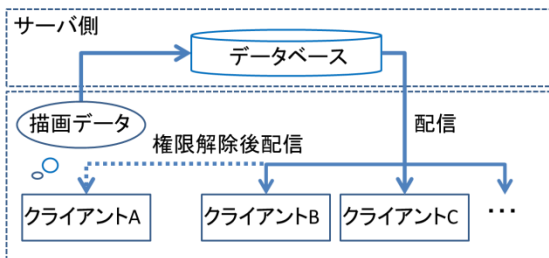 サーバ側
データベース
描画データ
配信
権限解除後配信
クライアントA
クライアントB
クライアントC
…